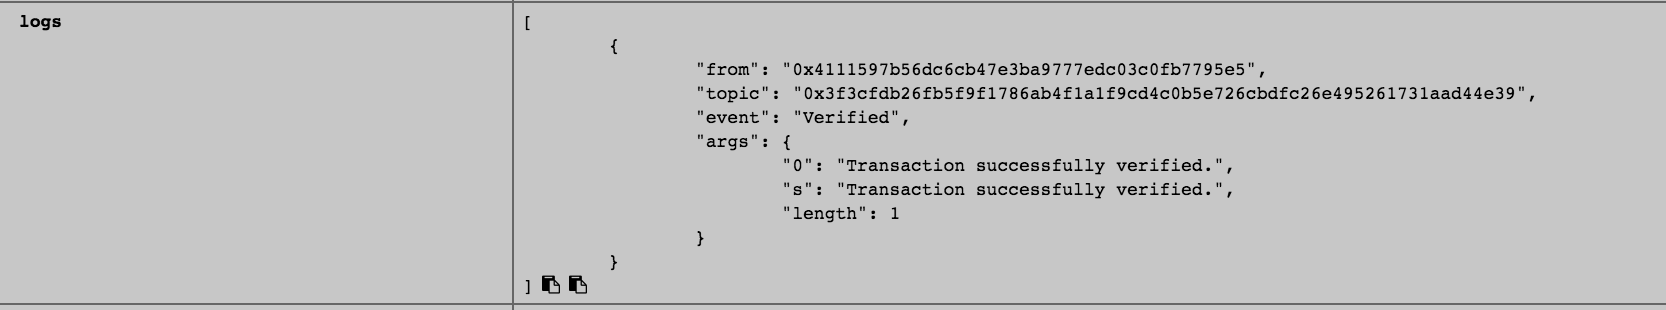 logs
[
{
"from": "0x4111597b56dc6cb47e3ba9777edc03c0fb7795e5",
"topic": "0x3f3cfdb26fb5f9f1786ab4f1a1f9cd4c0b5e726cbdfc26e495261731aad44e39",
"event": "Verified",
"args": {
"0": "Transaction successfully verified.",
"s": "Transaction successfully verified.",
"length": 1
}
}
]